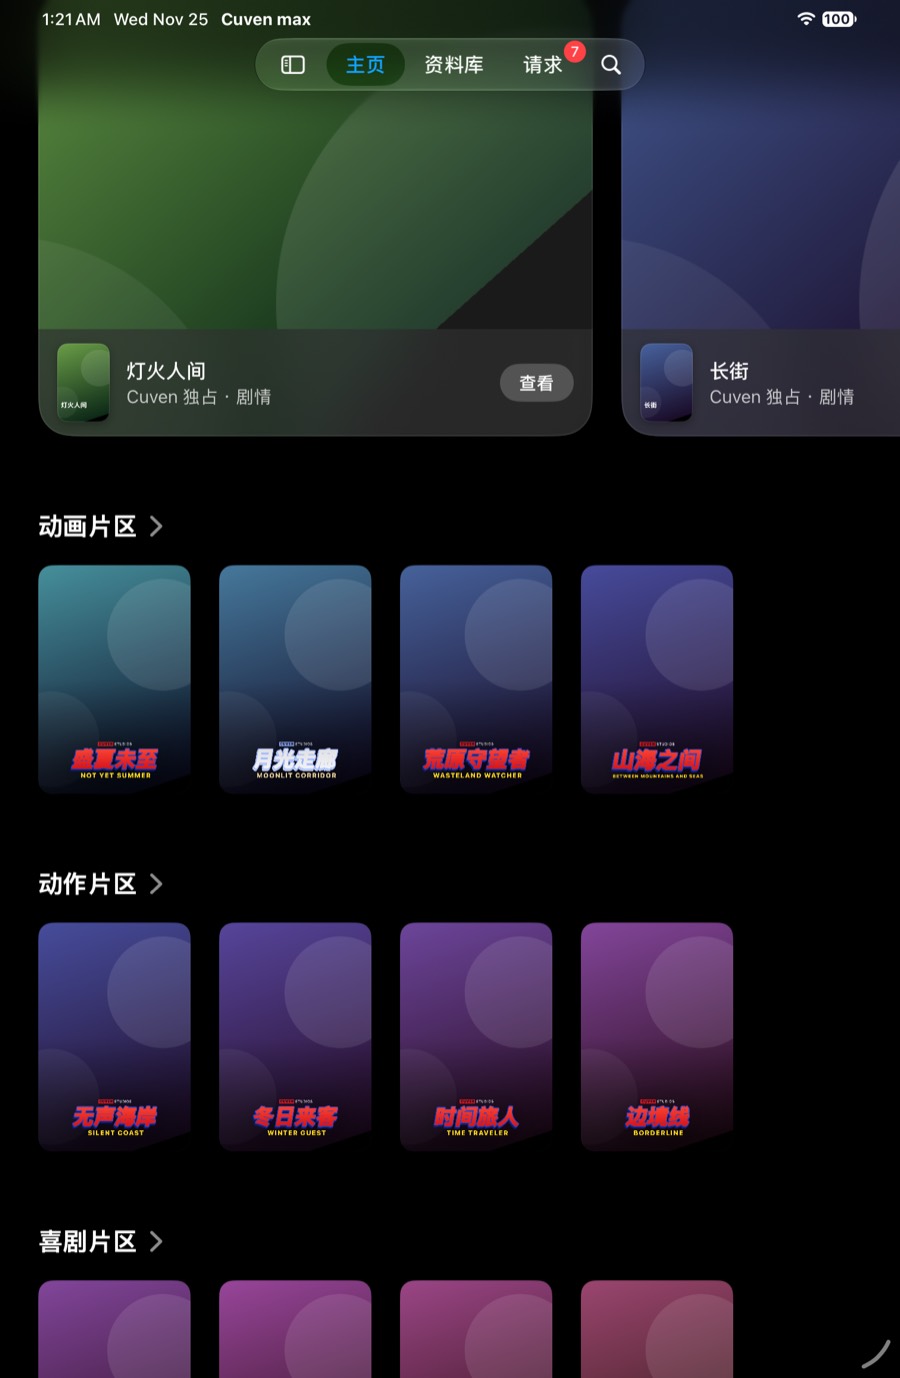 1:21 AM Wed Nov 25 Cuven max
主页 资料库 请求 7
灯火人间
灯火人间
Cuven 独占 · 剧情
查看
长街
长街
Cuven 独占 · 剧情
动画片区
盛夏未至
NOT YET SUMMER
月光走廊
MOONLIT CORRIDOR
荒原守望者
WASTELAND WATCHER
山海之间
BETWEEN MOUNTAINS AND SEAS
动作片区
无声海岸
SILENT COAST
冬日来客
WINTER GUEST
时间旅人
TIME TRAVELER
边境线
BORDERLINE
喜剧片区
100